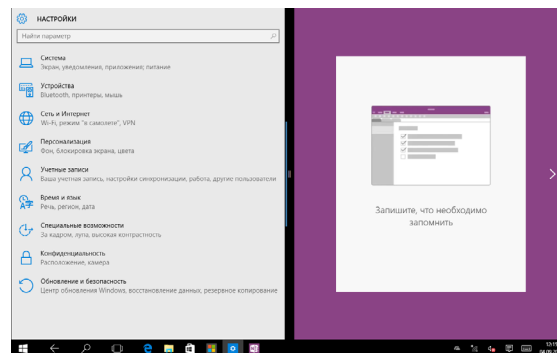 НАСТРОЙКИ
Найти параметр
Система
Экран, уведомления, приложения; питание
Устройства
Bluetooth, принтеры, мышь
Сеть и Интернет
Wi-Fi, режим "в самолете", VPN
Персонализация
Фон, блокировка экрана, цвета
Учетные записи
Ваша учетная запись, настройки синхронизации, работа, другие пользователи
Время и язык
Речь, регион, дата
Специальные возможности
За кадром, лупа, высокая контрастность
Конфиденциальность
Расположение, камера
Обновление и безопасность
Центр обновления Windows, восстановление данных, резервное копирование
Запишите, что необходимо
запомнить